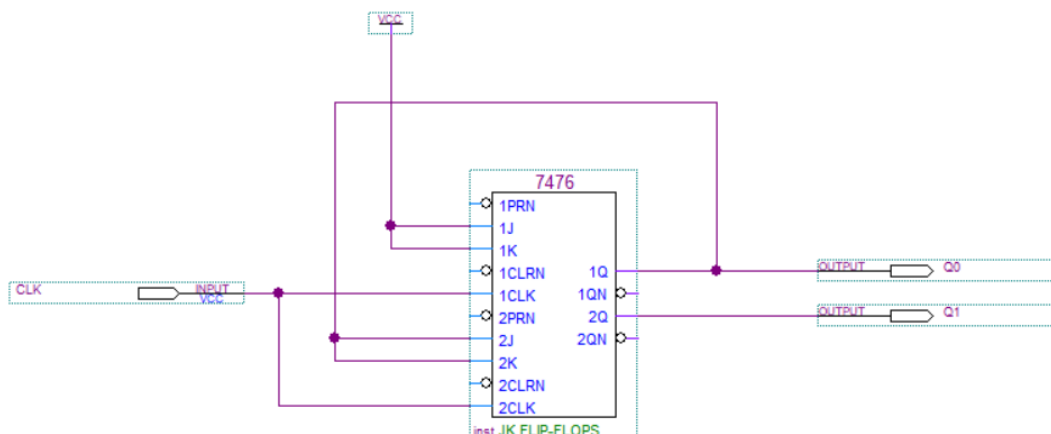 VCC
7476
1PRN
1J
1K
1CLRN
1CLK
2PRN
2J
2K
2CLRN
2CLK
1Q
1QN
2Q
2QN
CLK
INPUT
VCC
OUTPUT
Q0
OUTPUT
Q1
inst JK FLIP-FLOPS